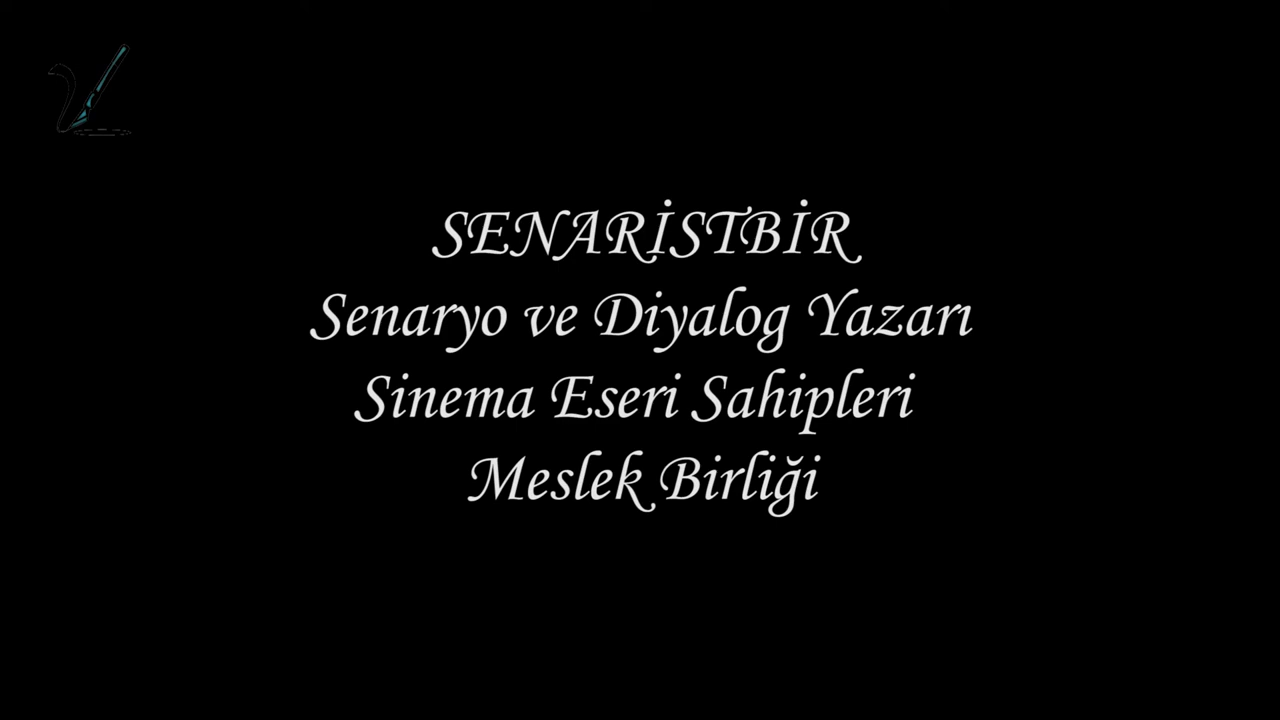 SENARİSTBİR
Senaryo ve Diyalog Yazarı
Sinema Eseri Sahipleri
Meslek Birliği